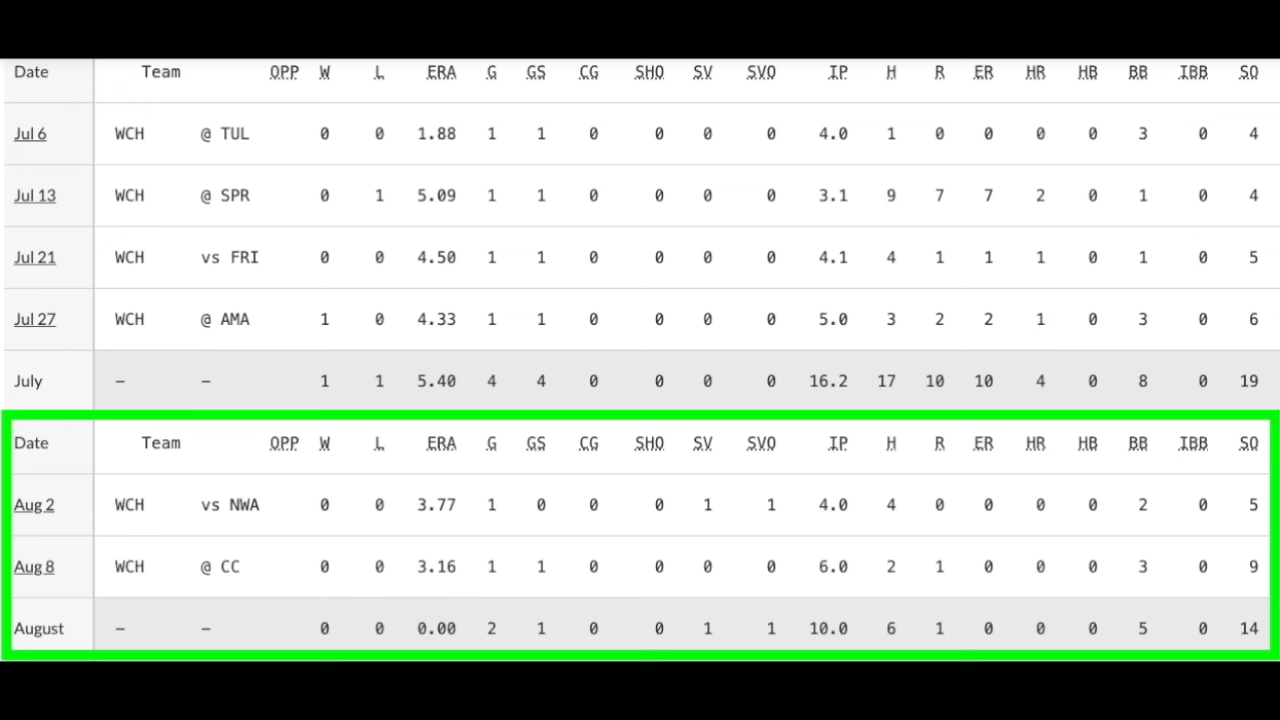 Date Team OPP W L ERA G GS CG SHO SV SVO IP H R ER HR HB BB IBB SO
Jul 6 WCH @ TUL 0 0 1.88 1 1 0 0 0 0 4.0 1 0 0 0 0 3 0 4
Jul 13 WCH @ SPR 0 1 5.09 1 1 0 0 0 0 3.1 9 7 7 2 0 1 0 4
Jul 21 WCH vs FRI 0 0 4.50 1 1 0 0 0 0 4.1 4 1 1 1 0 1 0 5
Jul 27 WCH @ AMA 1 0 4.33 1 1 0 0 0 0 5.0 3 2 2 1 0 3 0 6
July – – 1 1 5.40 4 4 0 0 0 0 16.2 17 10 10 4 0 8 0 19
Date Team OPP W L ERA G GS CG SHO SV SVO IP H R ER HR HB BB IBB SO
Aug 2 WCH vs NWA 0 0 3.77 1 0 0 0 1 1 4.0 4 0 0 0 0 2 0 5
Aug 8 WCH @ CC 0 0 3.16 1 1 0 0 0 0 6.0 2 1 0 0 0 3 0 9
August – – 0 0 0.00 2 1 0 0 1 1 10.0 6 1 0 0 0 5 0 14